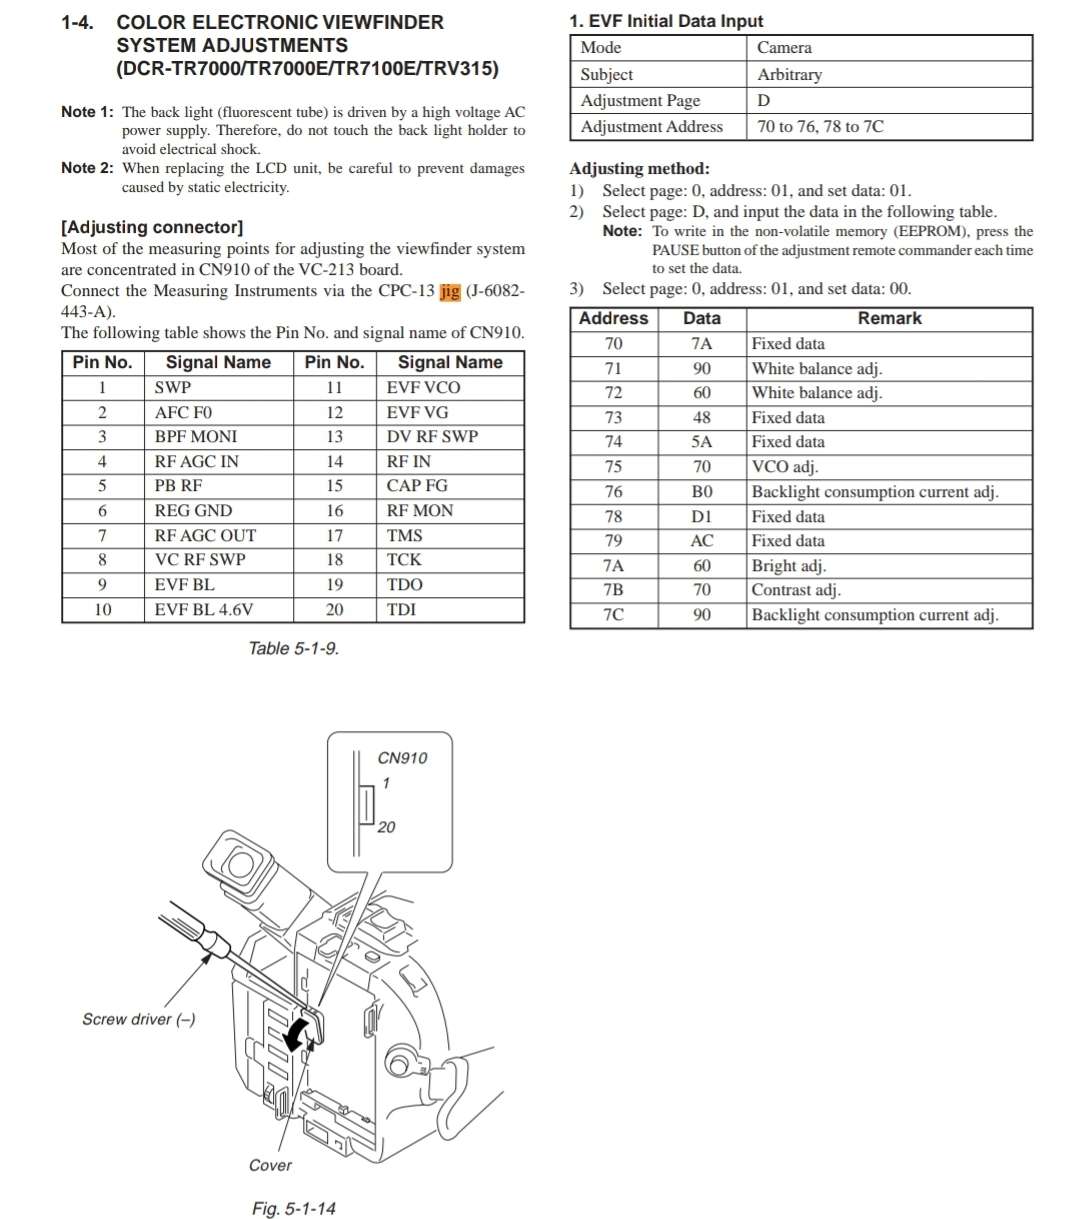 1-4. COLOR ELECTRONIC VIEWFINDER
SYSTEM ADJUSTMENTS
(DCR-TR7000/TR7000E/TR7100E/TRV315)
Note 1: The back light (fluorescent tube) is driven by a high voltage AC
power supply. Therefore, do not touch the back light holder to
avoid electrical shock.
Note 2: When replacing the LCD unit, be careful to prevent damages
caused by static electricity.
[Adjusting connector]
Most of the measuring points for adjusting the viewfinder system
are concentrated in CN910 of the VC-213 board.
Connect the Measuring Instruments via the CPC-13 jig (J-6082-
443-A).
The following table shows the Pin No. and signal name of CN910.
Pin No. Signal Name Pin No. Signal Name
1 SWP 11 EVF VCO
2 AFC F0 12 EVF VG
3 BPF MONI 13 DV RF SWP
4 RF AGC IN 14 RF IN
5 PB RF 15 CAP FG
6 REG GND 16 RF MON
7 RF AGC OUT 17 TMS
8 VC RF SWP 18 TCK
9 EVF BL 19 TDO
10 EVF BL 4.6V 20 TDI
Table 5-1-9.
CN910
1
20
Screw driver (–)
Cover
Fig. 5-1-14
1. EVF Initial Data Input
Mode Camera
Subject Arbitrary
Adjustment Page D
Adjustment Address 70 to 76, 78 to 7C
Adjusting method:
1) Select page: 0, address: 01, and set data: 01.
2) Select page: D, and input the data in the following table.
Note: To write in the non-volatile memory (EEPROM), press the
PAUSE button of the adjustment remote commander each time
to set the data.
3) Select page: 0, address: 01, and set data: 00.
Address Data Remark
70 7A Fixed data
71 90 White balance adj.
72 60 White balance adj.
73 48 Fixed data
74 5A Fixed data
75 70 VCO adj.
76 B0 Backlight consumption current adj.
78 D1 Fixed data
79 AC Fixed data
7A 60 Bright adj.
7B 70 Contrast adj.
7C 90 Backlight consumption current adj.